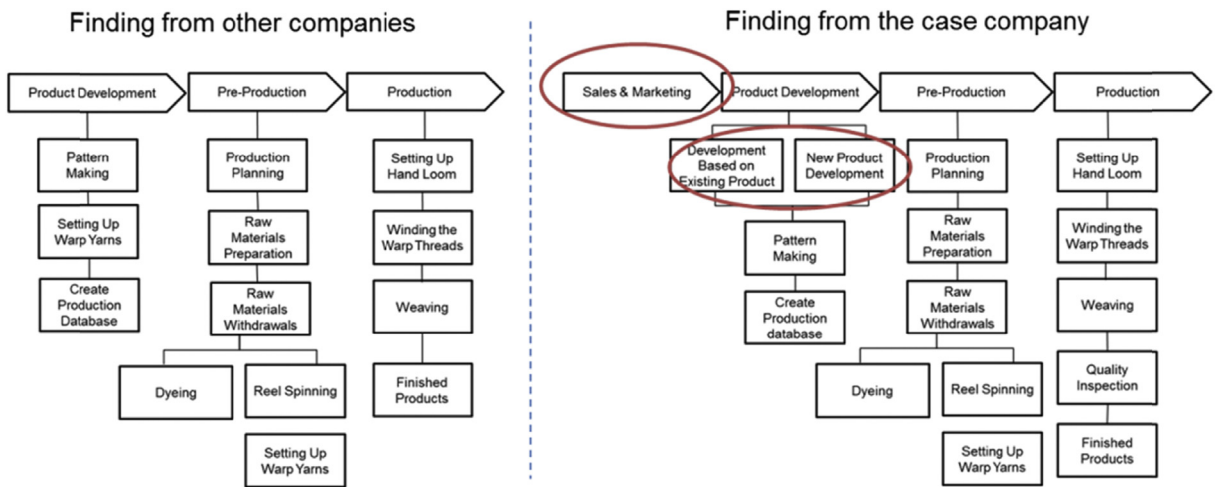 Finding from other companies
Product Development
Pre-Production
Production
Pattern
Making
Setting Up
Warp Yarns
Create
Production
Database
Production
Planning
Raw
Materials
Preparation
Raw
Materials
Withdrawals
Dyeing
Reel Spinning
Setting Up
Warp Yarns
Setting Up
Hand Loom
Winding the
Warp Threads
Weaving
Finished
Products
Finding from the case company
Sales & Marketing
Product Development
Pre-Production
Production
Development
Based on
Existing Product
New Product
Development
Pattern
Making
Create
Production
database
Production
Planning
Raw
Materials
Preparation
Raw
Materials
Withdrawals
Dyeing
Reel Spinning
Setting Up
Warp Yarns
Setting Up
Hand Loom
Winding the
Warp Threads
Weaving
Quality
Inspection
Finished
Products